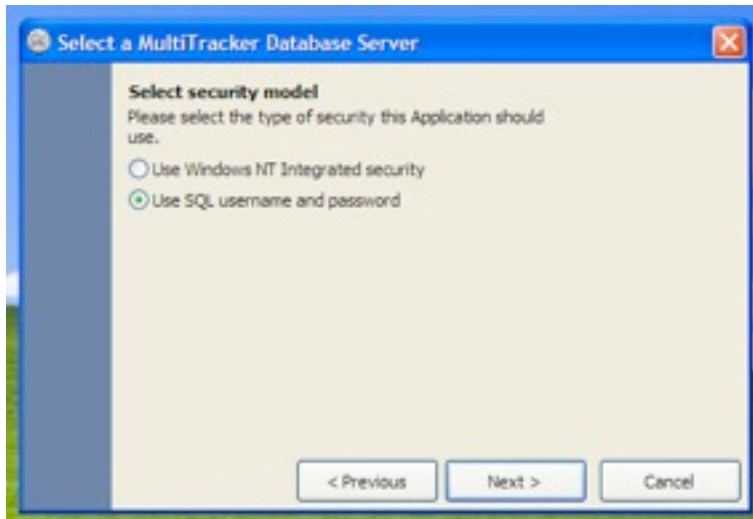 Select a MultiTracker Database Server
Select security model
Please select the type of security this Application should
use.
Use Windows NT Integrated security
Use SQL username and password
< Previous
Next >
Cancel